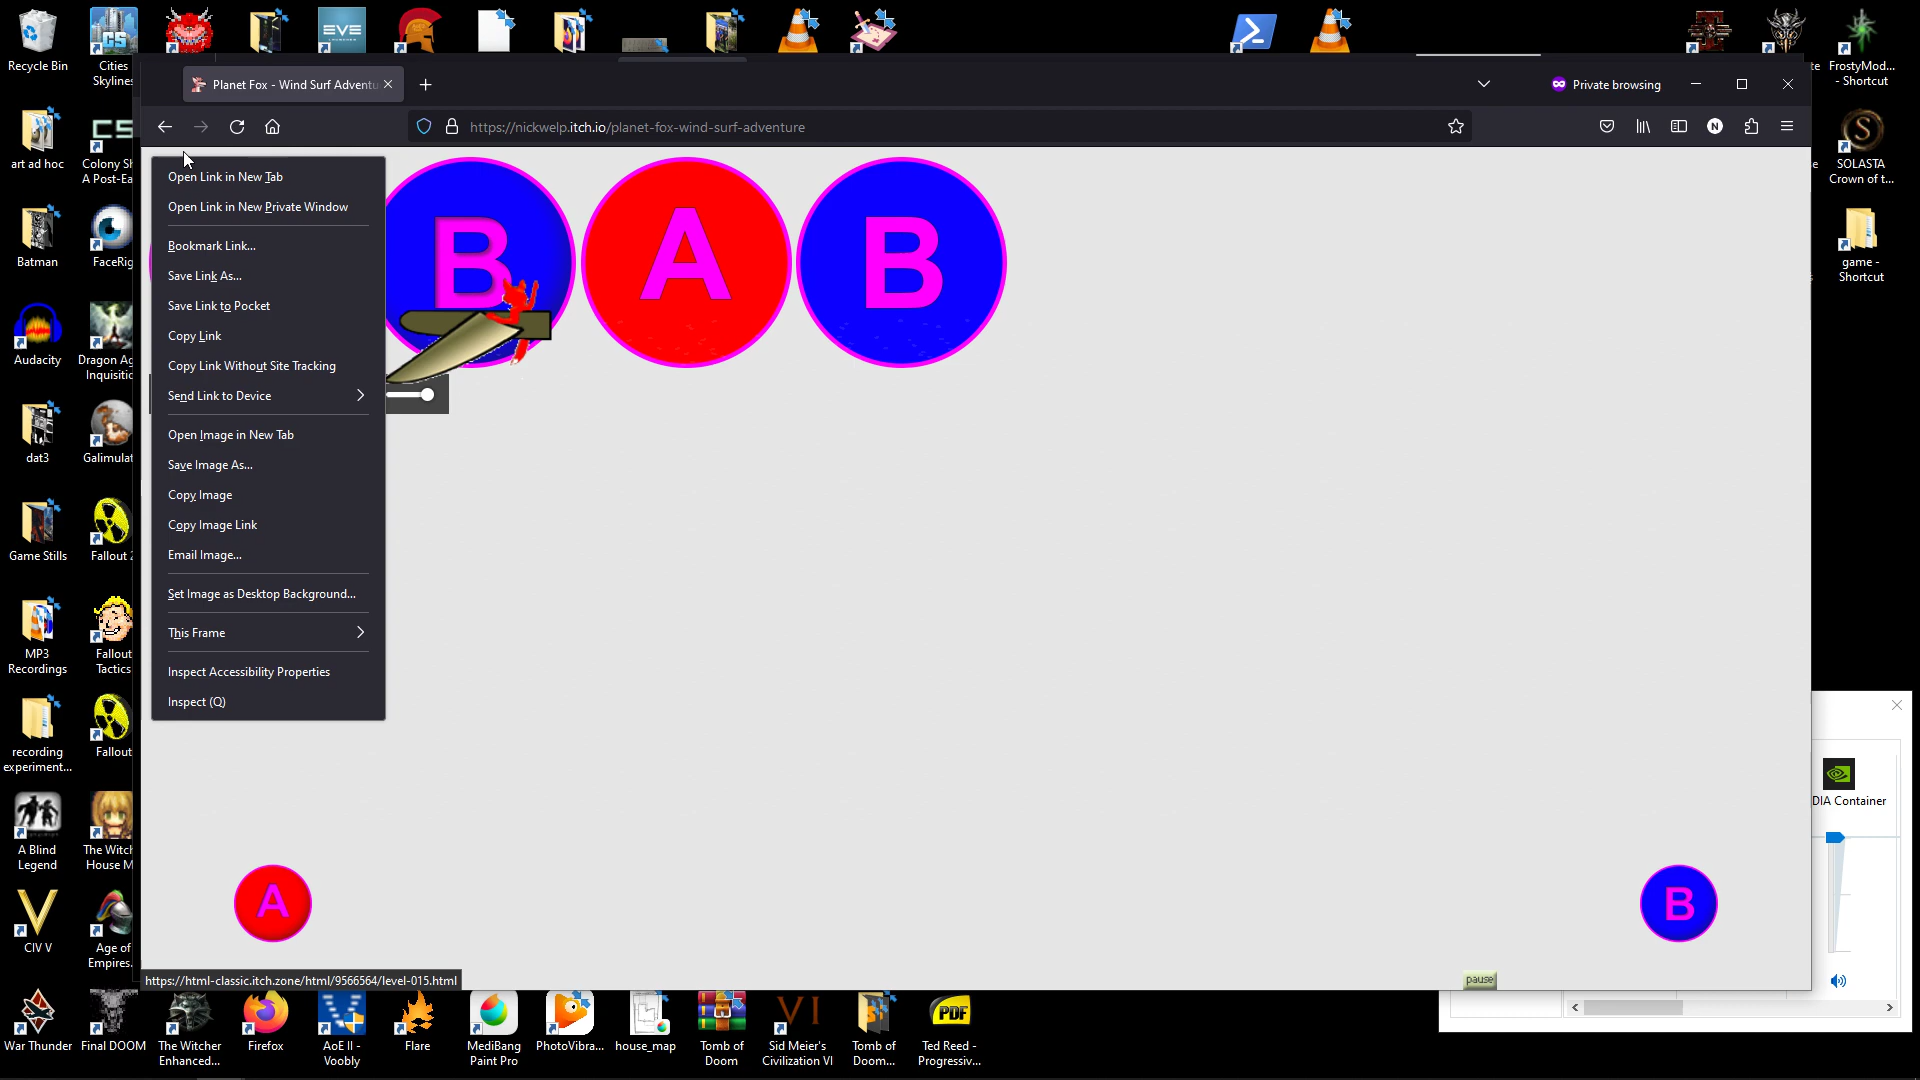 EVE
Recycle Bin
Cities
Skylines
FrostyMod...
- Shortcut
Planet Fox - Wind Surf Adventu
Private browsing
https://nickwelp.itch.io/planet-fox-wind-surf-adventure
N
art ad hoc
Colony Sh
A Post-Ea
SOLASTA
Crown of t...
Open Link in New Tab
Open Link in New Private Window
Bookmark Link...
Save Link As...
Save Link to Pocket
Copy Link
Copy Link Without Site Tracking
Send Link to Device
Open Image in New Tab
Save Image As...
Copy Image
Copy Image Link
Email Image...
Set Image as Desktop Background...
This Frame
Inspect Accessibility Properties
Inspect (Q)
B
A
B
Batman
FaceRig
game -
Shortcut
Audacity
Dragon Ag
Inquisitic
dat3
Galimulat
Game Stills
Fallout 2
MP3
Recordings
Fallout
Tactics
recording
experiment...
Fallout
DIA Container
A Blind
Legend
The Witch
House M
A
B
CIV V
Age of
Empires.
https://html-classic.itch.zone/html/9566564/level-015.html
pause
VI
PDF
War Thunder
Final DOOM
The Witcher
Enhanced...
Firefox
AoE II -
Voobly
Flare
MediBang
Paint Pro
PhotoVibra...
house_map
Tomb of
Doom
Sid Meier's
Civilization VI
Tomb of
Doom...
Ted Reed -
Progressiv...